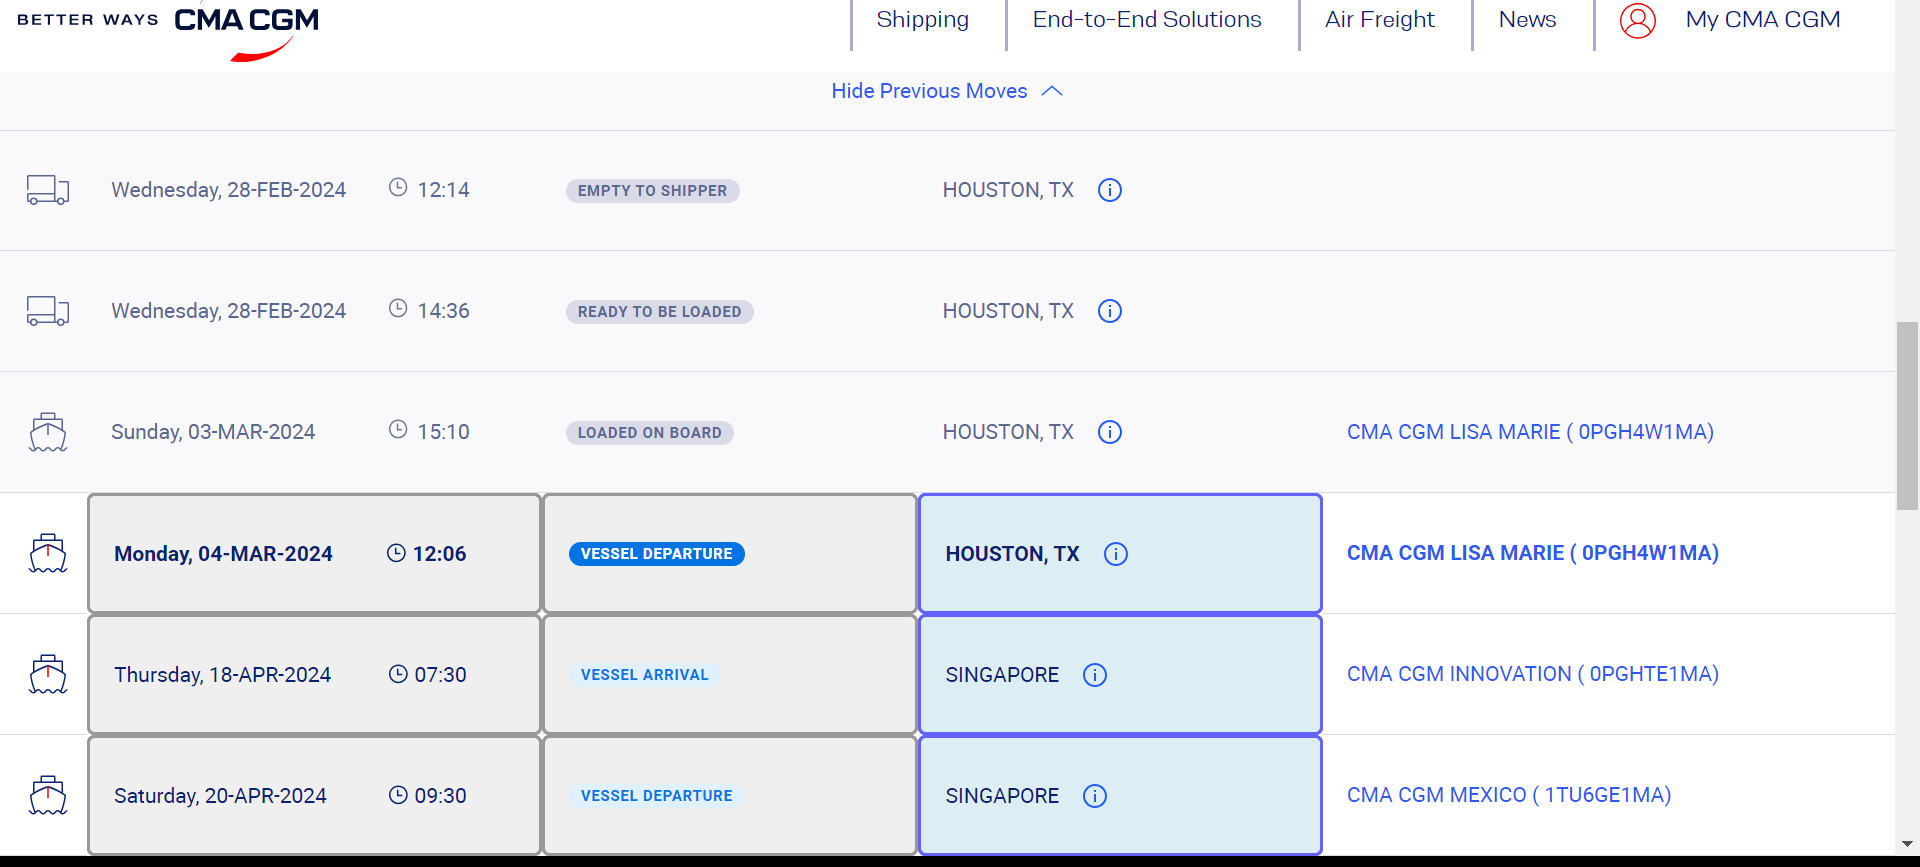 BETTER WAYS CMA CGM
Shipping End-to-End Solutions Air Freight News My CMA CGM
Hide Previous Moves
Wednesday, 28-FEB-2024 12:14 EMPTY TO SHIPPER HOUSTON, TX
Wednesday, 28-FEB-2024 14:36 READY TO BE LOADED HOUSTON, TX
Sunday, 03-MAR-2024 15:10 LOADED ON BOARD HOUSTON, TX CMA CGM LISA MARIE ( 0PGH4W1MA)
Monday, 04-MAR-2024 12:06 VESSEL DEPARTURE HOUSTON, TX CMA CGM LISA MARIE ( 0PGH4W1MA)
Thursday, 18-APR-2024 07:30 VESSEL ARRIVAL SINGAPORE CMA CGM INNOVATION ( 0PGHTE1MA)
Saturday, 20-APR-2024 09:30 VESSEL DEPARTURE SINGAPORE CMA CGM MEXICO ( 1TU6GE1MA)